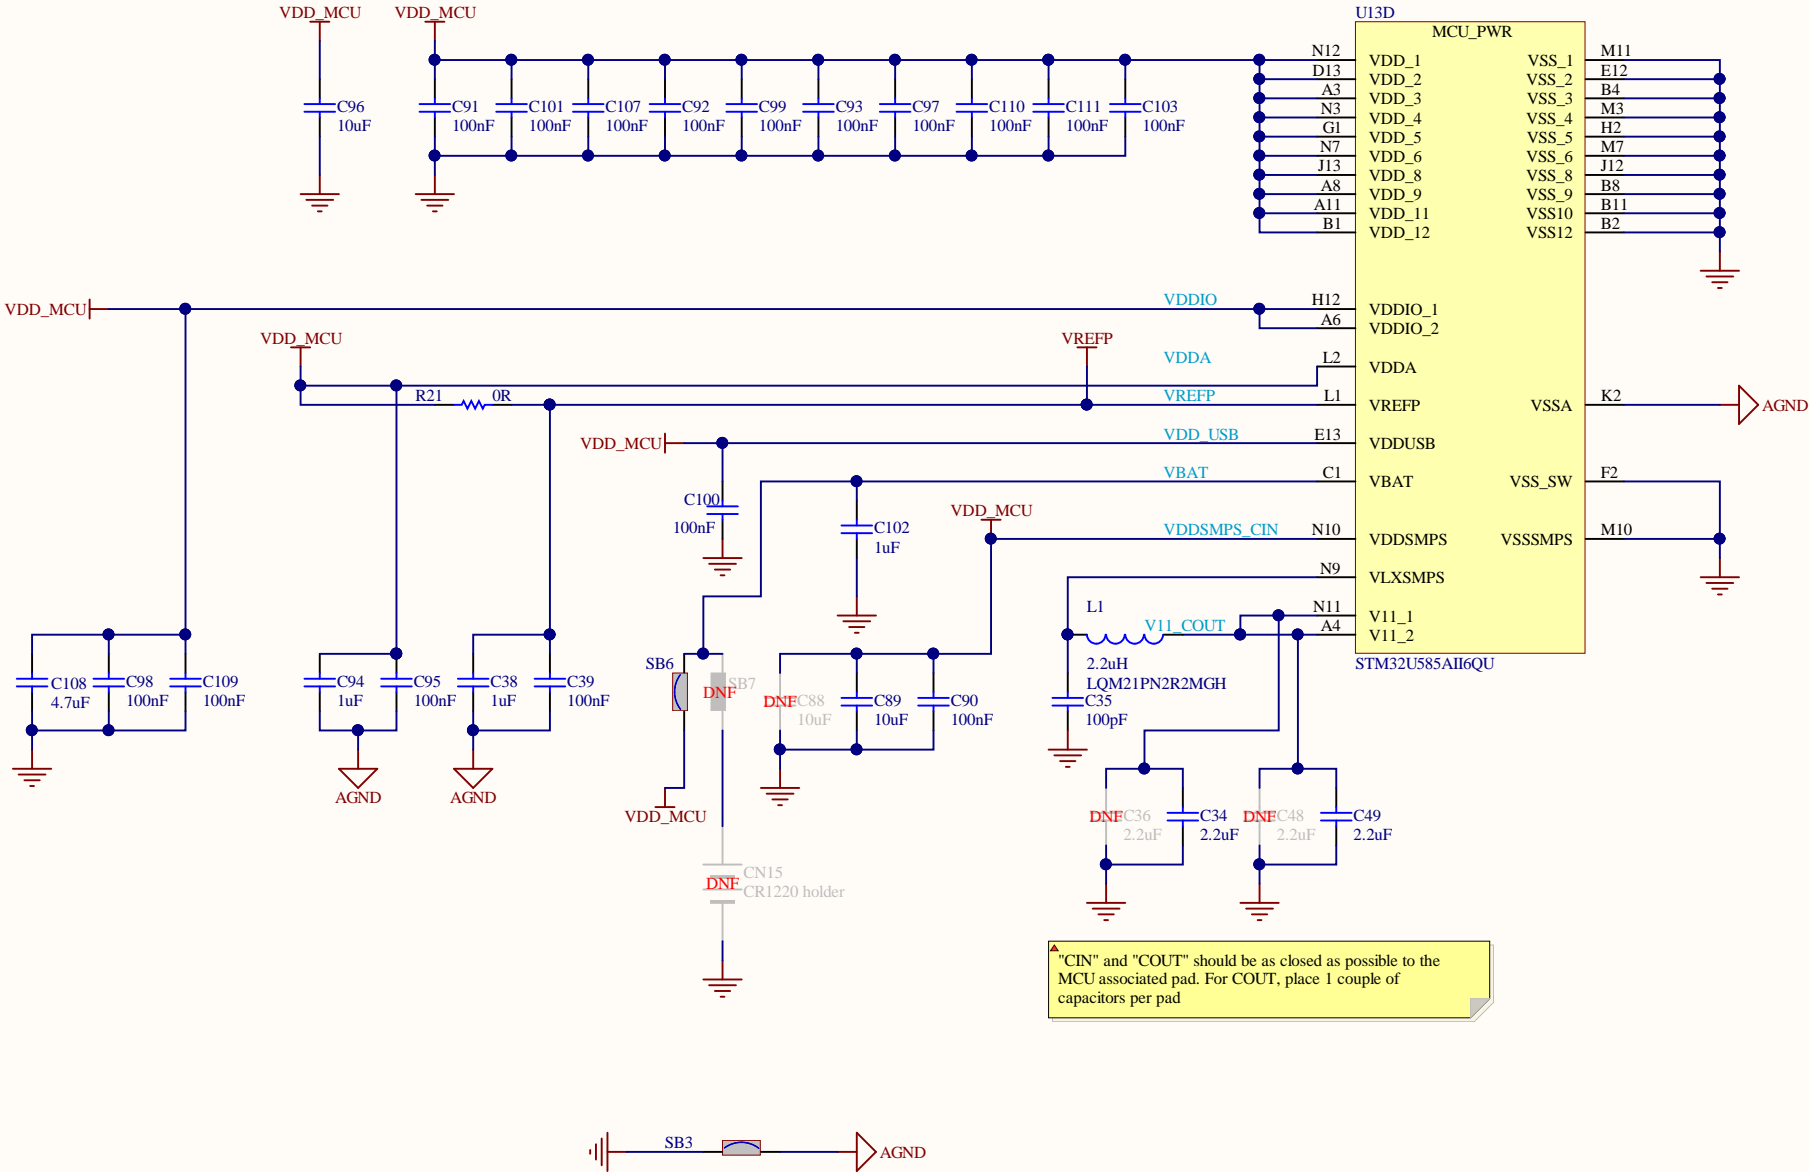 VDD_MCU
VDD_MCU
U13D
MCU_PWR
C96
10uF
C91
100nF
C101
100nF
C107
100nF
C92
100nF
C99
100nF
C93
100nF
C97
100nF
C110
100nF
C111
100nF
C103
100nF
N12 VDD_1 VSS_1 M11
D13 VDD_2 VSS_2 E12
A3 VDD_3 VSS_3 B4
N3 VDD_4 VSS_4 M3
G1 VDD_5 VSS_5 H2
N7 VDD_6 VSS_6 M7
J13 VDD_8 VSS_8 J12
A8 VDD_9 VSS_9 B8
A11 VDD_11 VSS10 B11
B1 VDD_12 VSS12 B2
VDD_MCU
VDDIO H12 VDDIO_1
A6 VDDIO_2
VDD_MCU
VREFP
VDDA L2 VDDA
R21 0R
VREFP L1 VREFP VSSA K2
AGND
VDD_MCU
VDD_USB E13 VDDUSB
VBAT C1 VBAT VSS_SW F2
C100
100nF
C102
1uF
VDD_MCU
VDDSMPS_CIN N10 VDDSMPS VSSSMPS M10
N9 VLXSMPS
L1
V11_COUT
N11 V11_1
A4 V11_2
2.2uH
LQM21PN2R2MGH
STM32U585AII6QU
C108
4.7uF
C98
100nF
C109
100nF
C94
1uF
C95
100nF
C38
1uF
C39
100nF
SB6
DNF SB7
DNF C88
10uF
C89
10uF
C90
100nF
C35
100pF
AGND
AGND
VDD_MCU
DNF C36
2.2uF
C34
2.2uF
DNF C48
2.2uF
C49
2.2uF
CN15
DNF
CR1220 holder
"CIN" and "COUT" should be as closed as possible to the
MCU associated pad. For COUT, place 1 couple of
capacitors per pad
SB3
AGND